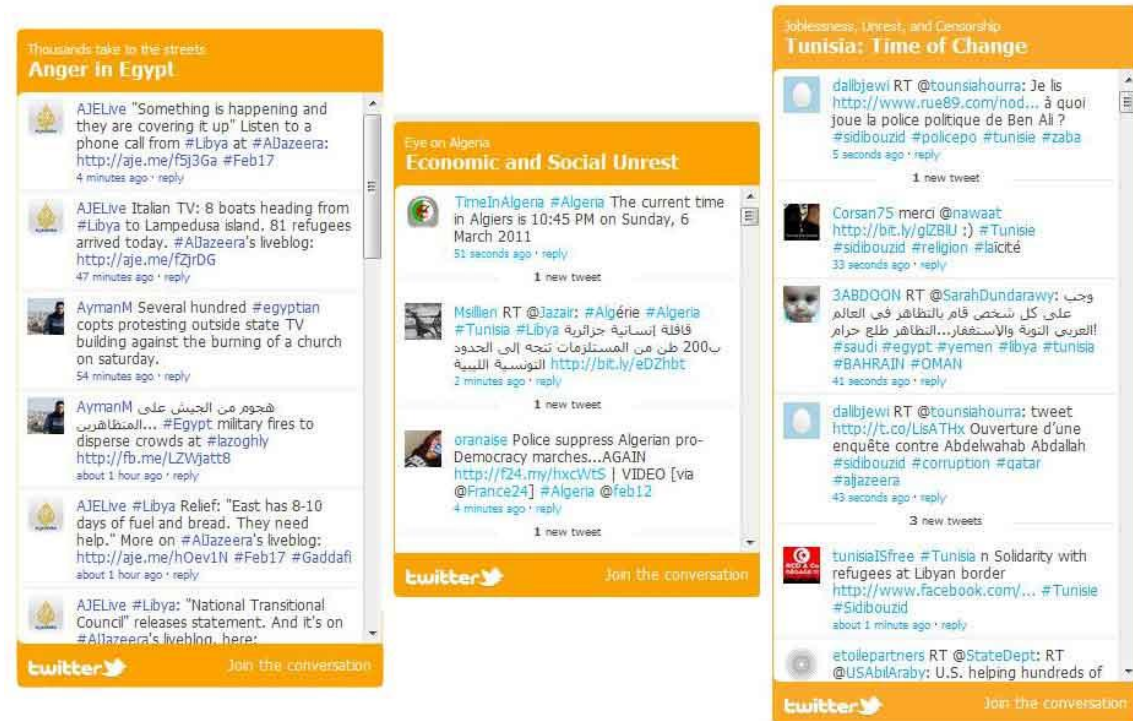 Thousands take to the streets
Anger in Egypt
AJELive "Something is happening and
they are covering it up" Listen to a
phone call from #Libya at #AlJazeera:
http://aje.me/f5j3Ga #Feb17
4 minutes ago · reply
AJELive Italian TV: 8 boats heading from
#Libya to Lampedusa island. 81 refugees
arrived today. #AlJazeera's liveblog:
http://aje.me/fZjrDG
47 minutes ago · reply
AymanM Several hundred #egyptian
copts protesting outside state TV
building against the burning of a church
on saturday.
54 minutes ago · reply
AymanM هجوم من الجيش على
المتظاهرين... #Egypt military fires to
disperse crowds at #lazoghly
http://fb.me/LZWjatt8
about 1 hour ago · reply
AJELive #Libya Relief: "East has 8-10
days of fuel and bread. They need
help." More on #AlJazeera's liveblog:
http://aje.me/hOev1N #Feb17 #Gaddafi
about 1 hour ago · reply
AJELive #Libya: "National Transitional
Council" releases statement. And it's on
#AlJazeera's liveblog, here:
twitter
Join the conversation
Eye on Algeria
Economic and Social Unrest
TimeInAlgeria #Algeria The current time
in Algiers is 10:45 PM on Sunday, 6
March 2011
51 seconds ago · reply
1 new tweet
Msilien RT @Jazair: #Algérie #Algeria
#Tunisia #Libya قافلة إنسانية جزائرية
ب200 طن من المستلزمات تتجه إلى الحدود
التونسية الليبية http://bit.ly/eDZhbt
2 minutes ago · reply
1 new tweet
oranaise Police suppress Algerian pro-
Democracy marches...AGAIN
http://f24.my/hxcWtS | VIDEO [via
@France24] #Algeria @feb12
4 minutes ago · reply
1 new tweet
twitter
Join the conversation
Joblessness, Unrest, and Censorship
Tunisia: Time of Change
dalibjewi RT @tounsiahourra: Je lis
http://www.rue89.com/nod... à quoi
joue la police politique de Ben Ali ?
#sidibouzid #policepo #tunisie #zaba
5 seconds ago · reply
1 new tweet
Corsan75 merci @nawaat
http://bit.ly/glZBlU :) #Tunisie
#sidibouzid #religion #laïcité
33 seconds ago · reply
3ABDOON RT @SarahDundarawy: وجب
على كل شخص قام بالتظاهر في العالم
العربي التوبة والاستغفار...التظاهر طلع حرام!
#saudi #egypt #yemen #libya #tunisia
#BAHRAIN #OMAN
41 seconds ago · reply
dalibjewi RT @tounsiahourra: tweet
http://t.co/LisATHx Ouverture d'une
enquête contre Abdelwahab Abdallah
#sidibouzid #corruption #qatar
#aljazeera
43 seconds ago · reply
3 new tweets
tunisiaISfree #Tunisia n Solidarity with
refugees at Libyan border
http://www.facebook.com/... #Tunisie
#Sidibouzid
about 1 minute ago · reply
etoilepartners RT @StateDept: RT
@USAbilAraby: U.S. helping hundreds of
twitter
Join the conversation